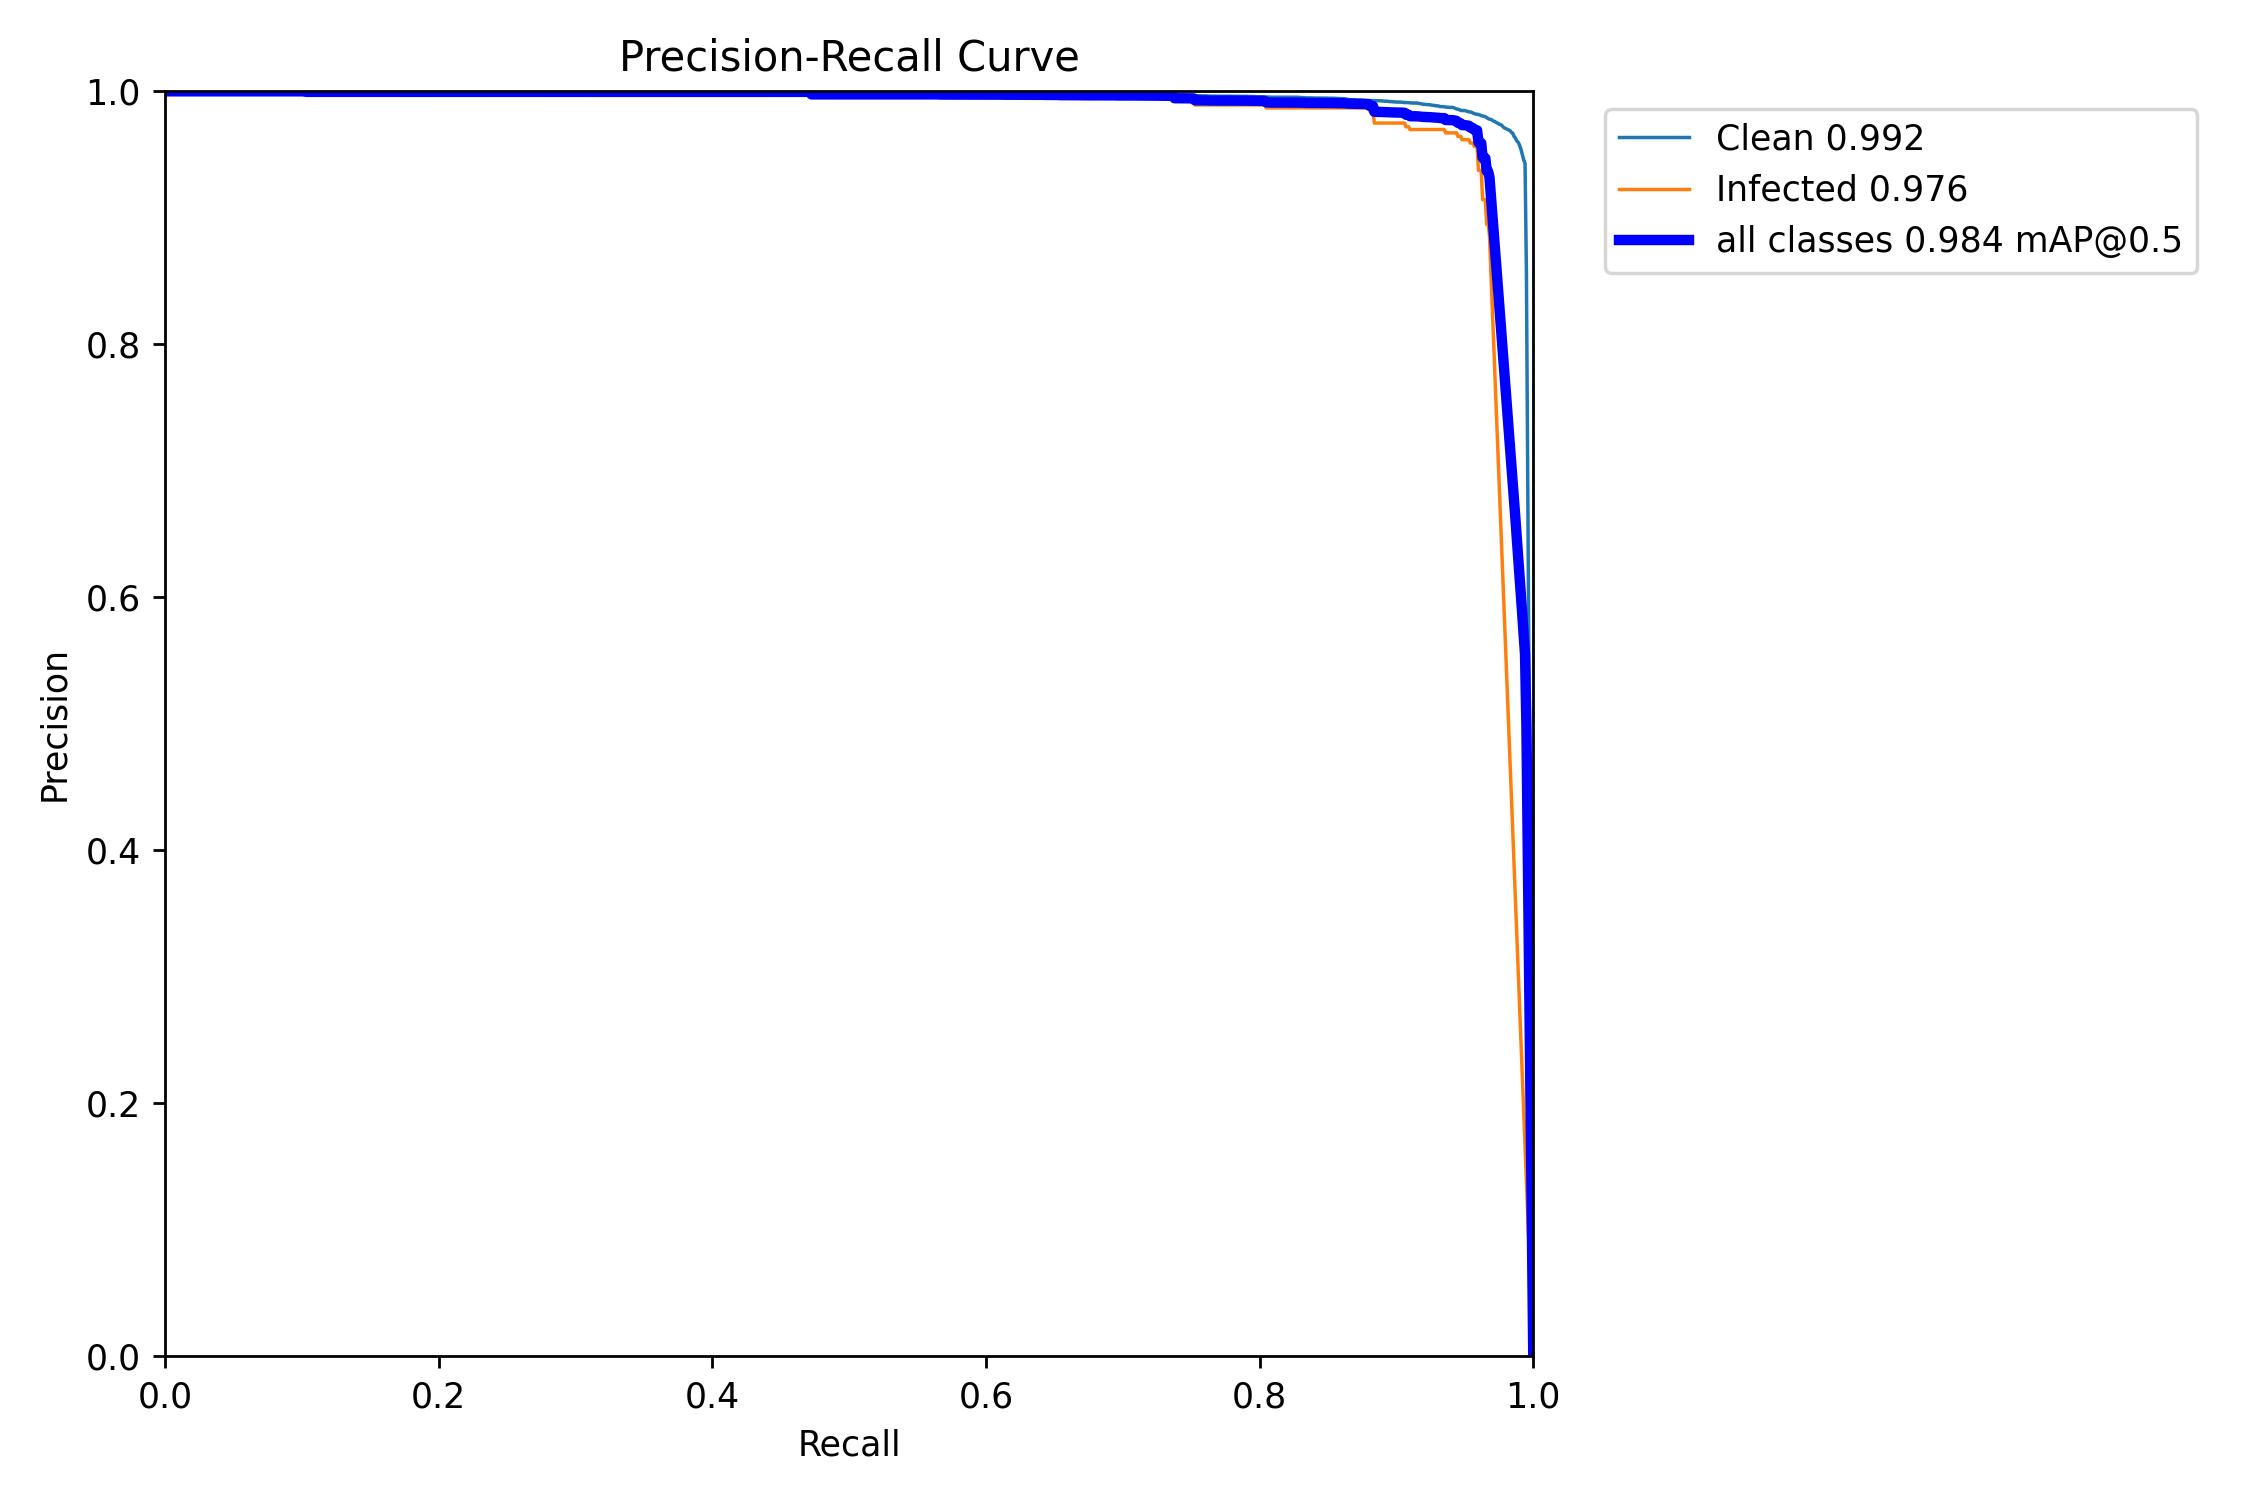 Precision-Recall Curve
1.0
0.8
0.6
0.4
0.2
0.0
Precision
0.0 0.2 0.4 0.6 0.8 1.0
Recall
Clean 0.992
Infected 0.976
all classes 0.984 mAP@0.5